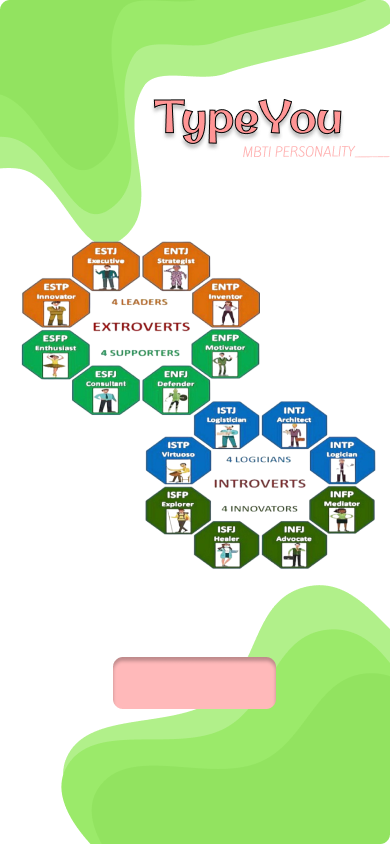 TypeYou
MBTI PERSONALITY____
ESTJ
Executive
ENTJ
Strategist
ESTP
Innovator
4 LEADERS
ENTP
Inventor
EXTROVERTS
ESFP
Enthusiast
4 SUPPORTERS
ENFP
Motivator
ESFJ
Consultant
ENFJ
Defender
ISTJ
Logistician
INTJ
Architect
ISTP
Virtuoso
4 LOGICIANS
INTP
Logician
INTROVERTS
ISFP
Explorer
4 INNOVATORS
INFP
Mediator
ISFJ
Healer
INFJ
Advocate